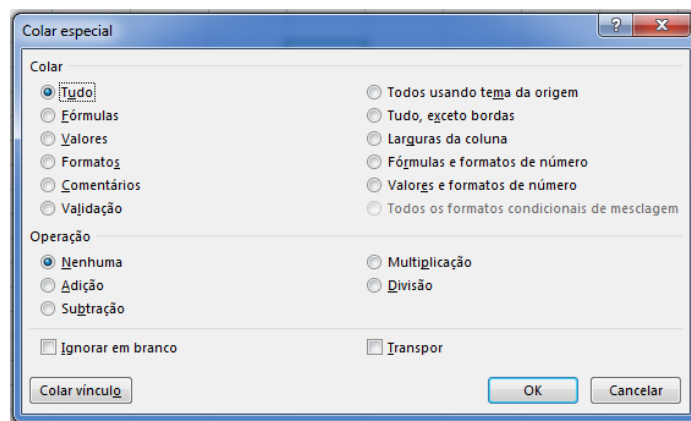 Colar especial
Colar
Tudo
Todos usando tema da origem
Fórmulas
Tudo, exceto bordas
Valores
Larguras da coluna
Formatos
Fórmulas e formatos de número
Comentários
Valores e formatos de número
Validação
Todos os formatos condicionais de mesclagem
Operação
Nenhuma
Multiplicação
Adição
Divisão
Subtração
Ignorar em branco
Transpor
Colar vínculo
OK
Cancelar